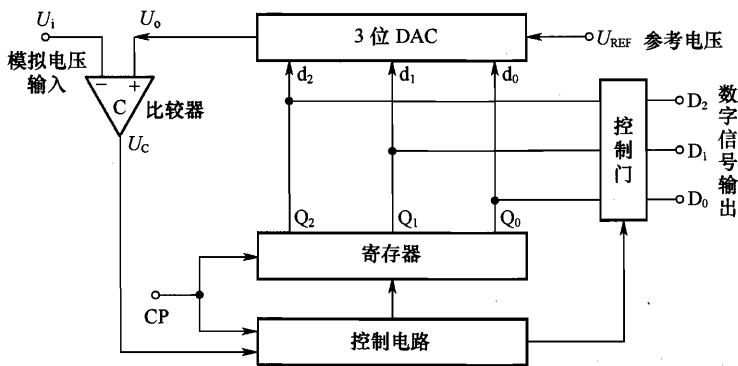 Ui
Uo
3 位 DAC
UREF 参考电压
模拟电压
输入
− +
C
比较器
UC
d2
d1
d0
D2
D1
D0
控制门
数字信号输出
Q2
Q1
Q0
寄存器
CP
控制电路